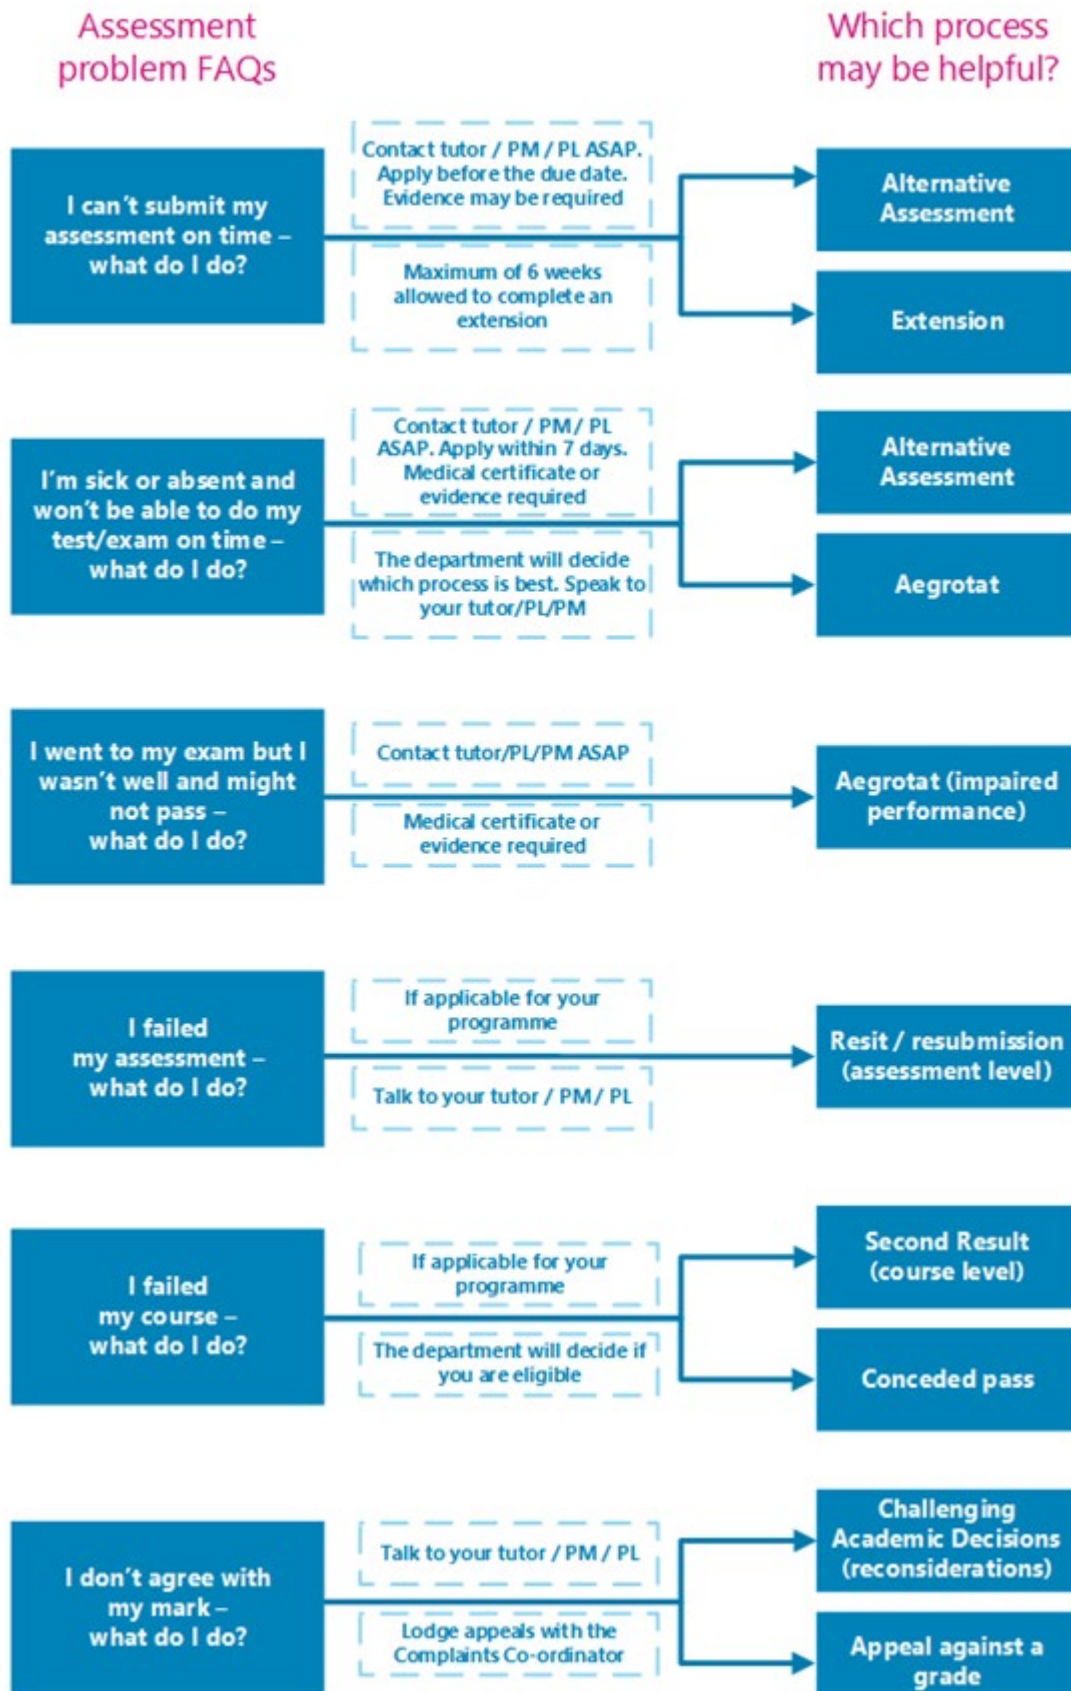 Assessment
problem FAQs
Which process
may be helpful?
I can't submit my
assessment on time –
what do I do?
Contact tutor / PM / PL ASAP.
Apply before the due date.
Evidence may be required
Maximum of 6 weeks
allowed to complete an
extension
Alternative
Assessment
Extension
I'm sick or absent and
won't be able to do my
test/exam on time –
what do I do?
Contact tutor / PM / PL
ASAP. Apply within 7 days.
Medical certificate or
evidence required
The department will decide
which process is best. Speak to
your tutor/PL/PM
Alternative
Assessment
Aegrotat
I went to my exam but I
wasn't well and might
not pass –
what do I do?
Contact tutor/PL/PM ASAP
Medical certificate or
evidence required
Aegrotat (impaired
performance)
I failed
my assessment –
what do I do?
If applicable for your
programme
Talk to your tutor / PM / PL
Resit / resubmission
(assessment level)
I failed
my course –
what do I do?
If applicable for your
programme
The department will decide if
you are eligible
Second Result
(course level)
Conceded pass
I don't agree with
my mark –
what do I do?
Talk to your tutor / PM / PL
Lodge appeals with the
Complaints Co-ordinator
Challenging
Academic Decisions
(reconsiderations)
Appeal against a
grade